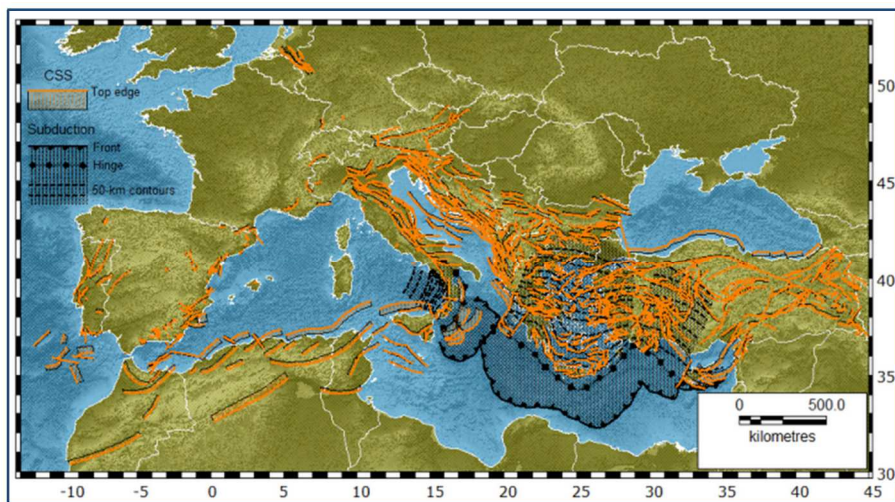 CSS
Top edge
Subduction
Front
Hinge
50-km contours
50
45
40
35
30
0 500.0
kilometres
-10 -5 0 5 10 15 20 25 30 35 40 45